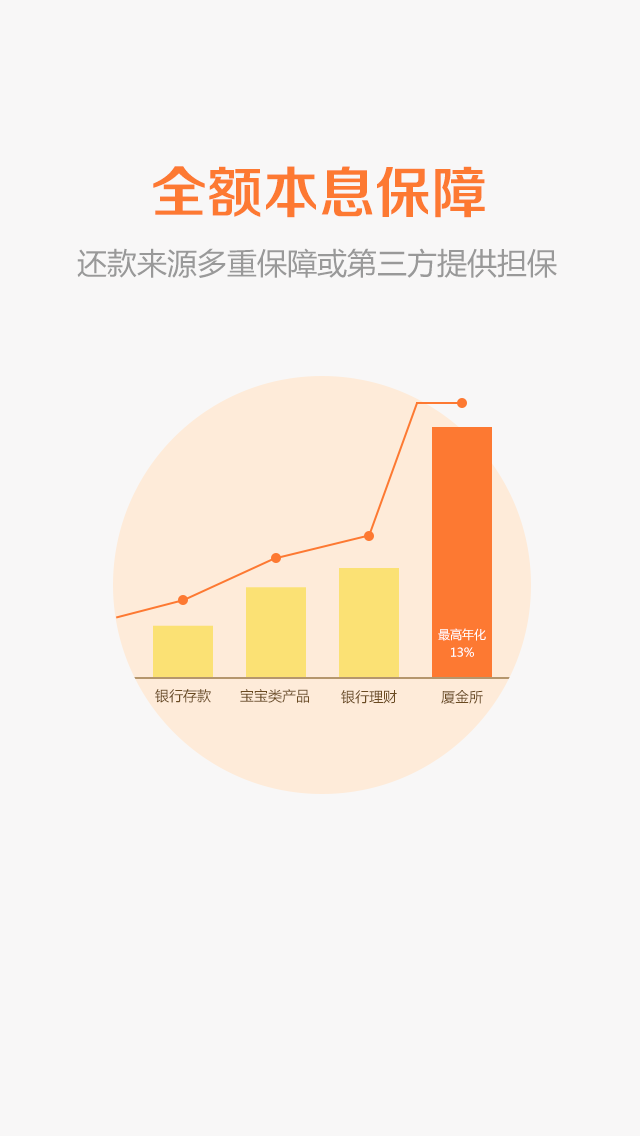 全额本息保障
还款来源多重保障或第三方提供担保
最高年化
13%
银行存款
宝宝类产品
银行理财
厦金所